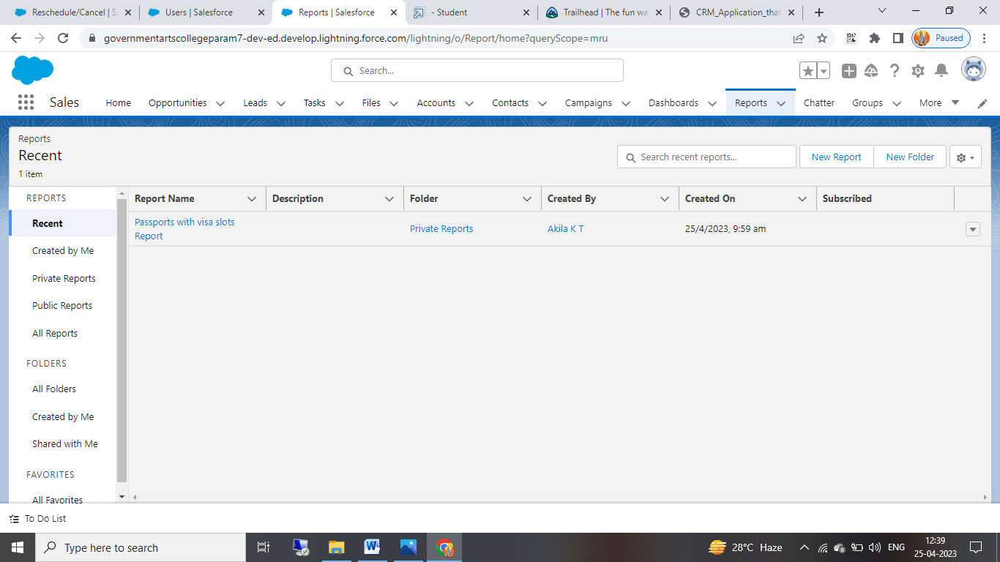 Reschedule/Cancel | S
Users | Salesforce
Reports | Salesforce
- Student
Trailhead | The fun wa
CRM_Application_that
governmentartscollegeparam7-dev-ed.develop.lightning.force.com/lightning/o/Report/home?queryScope=mru
Paused
Search...
Sales
Home
Opportunities
Leads
Tasks
Files
Accounts
Contacts
Campaigns
Dashboards
Reports
Chatter
Groups
More
Reports
Recent
1 item
Search recent reports...
New Report
New Folder
REPORTS
Recent
Created by Me
Private Reports
Public Reports
All Reports
FOLDERS
All Folders
Created by Me
Shared with Me
FAVORITES
All Favorites
Report Name
Description
Folder
Created By
Created On
Subscribed
Passports with visa slots
Report
Private Reports
Akila K T
25/4/2023, 9:59 am
To Do List
Type here to search
28°C Haze
ENG
12:39
25-04-2023